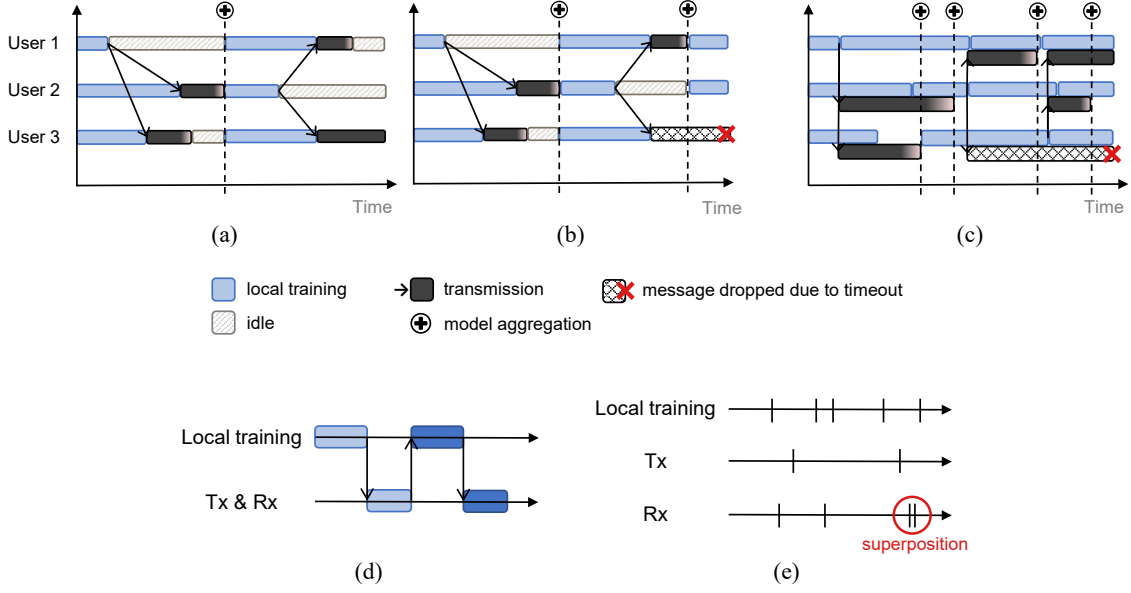 User 1
User 2
User 3
Time
Time
Time
(a)
(b)
(c)
local training
transmission
message dropped due to timeout
idle
model aggregation
Local training
Tx & Rx
(d)
Local training
Tx
Rx
superposition
(e)